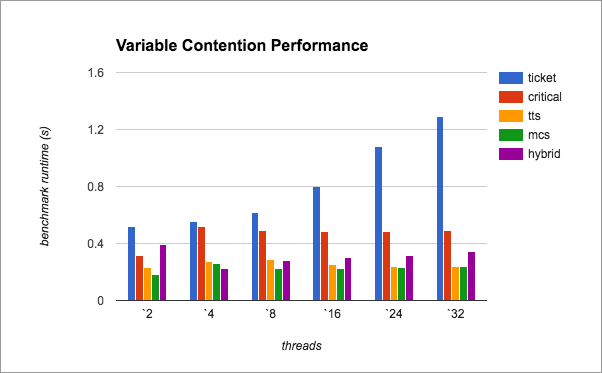 Variable Contention Performance
1.6
1.2
0.8
0.4
0
benchmark runtime (s)
`2 `4 `8 `16 `24 `32
threads
ticket
critical
tts
mcs
hybrid